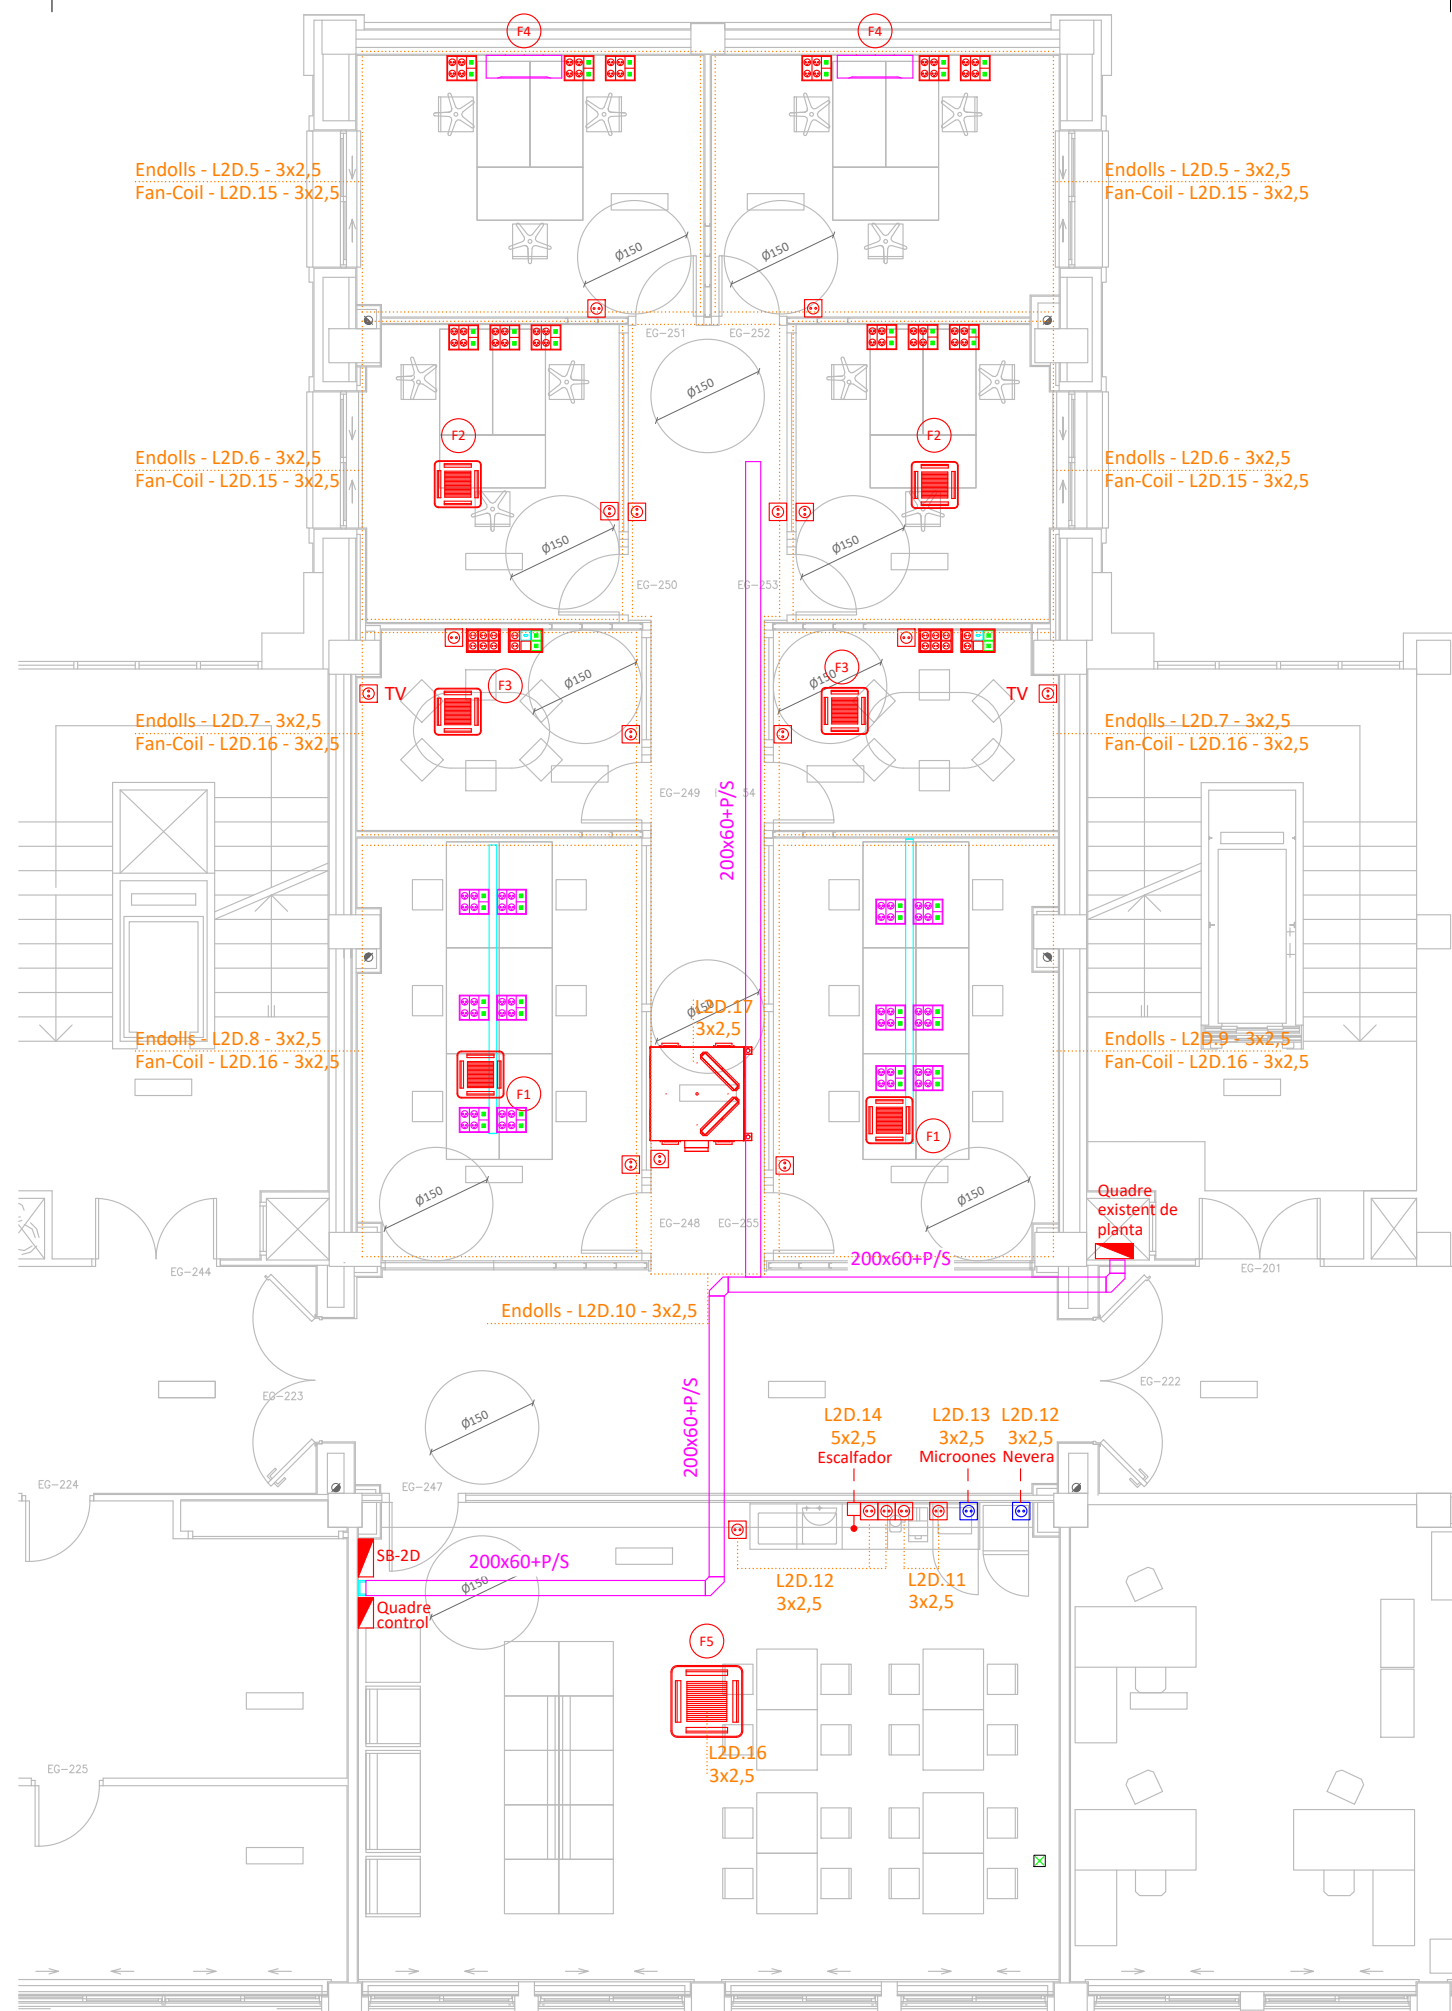 F4
F4
Endolls - L2D.5 - 3x2,5
Fan-Coil - L2D.15 - 3x2,5
Endolls - L2D.5 - 3x2,5
Fan-Coil - L2D.15 - 3x2,5
Ø150
Ø150
EG-251
EG-252
Ø150
F2
F2
Endolls - L2D.6 - 3x2,5
Fan-Coil - L2D.15 - 3x2,5
Endolls - L2D.6 - 3x2,5
Fan-Coil - L2D.15 - 3x2,5
Ø150
Ø150
EG-250
EG-253
F3
F3
Ø150
Ø150
TV
TV
Endolls - L2D.7 - 3x2,5
Fan-Coil - L2D.16 - 3x2,5
Endolls - L2D.7 - 3x2,5
Fan-Coil - L2D.16 - 3x2,5
EG-249
54
200x60+P/S
Ø150
L2D.17
3x2,5
Endolls - L2D.8 - 3x2,5
Fan-Coil - L2D.16 - 3x2,5
Endolls - L2D.9 - 3x2,5
Fan-Coil - L2D.16 - 3x2,5
F1
F1
Ø150
Ø150
Quadre
existent de
planta
EG-248
EG-255
200x60+P/S
EG-244
EG-201
Endolls - L2D.10 - 3x2,5
EG-223
EG-222
Ø150
200x60+P/S
L2D.14
5x2,5
Escalfador
L2D.13
3x2,5
Microones
L2D.12
3x2,5
Nevera
EG-224
EG-247
SB-2D
200x60+P/S
Ø150
Quadre
control
L2D.12
3x2,5
L2D.11
3x2,5
F5
L2D.16
3x2,5
EG-225